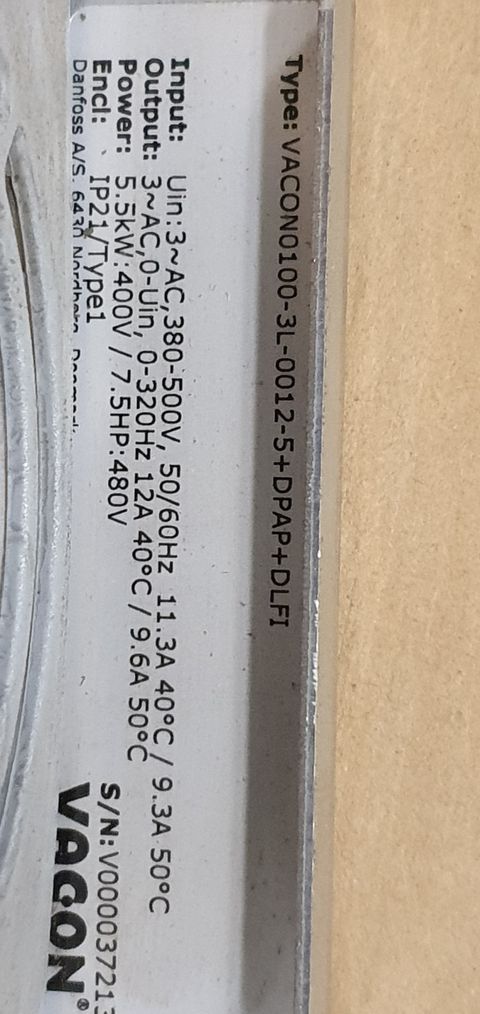 Type: VACON0100-3L-0012-5+DPAP+DLFI
Input: Uin:3~AC,380-500V, 50/60Hz 11.3A 40°C / 9.3A 50°C
Output: 3~AC,0-Uin, 0-320Hz 12A 40°C / 9.6A 50°C
Power: 5.5kW:400V / 7.5HP:480V
Encl: IP21/Type1
Danfoss A/S, 6430
S/N:V000037213
VACON®